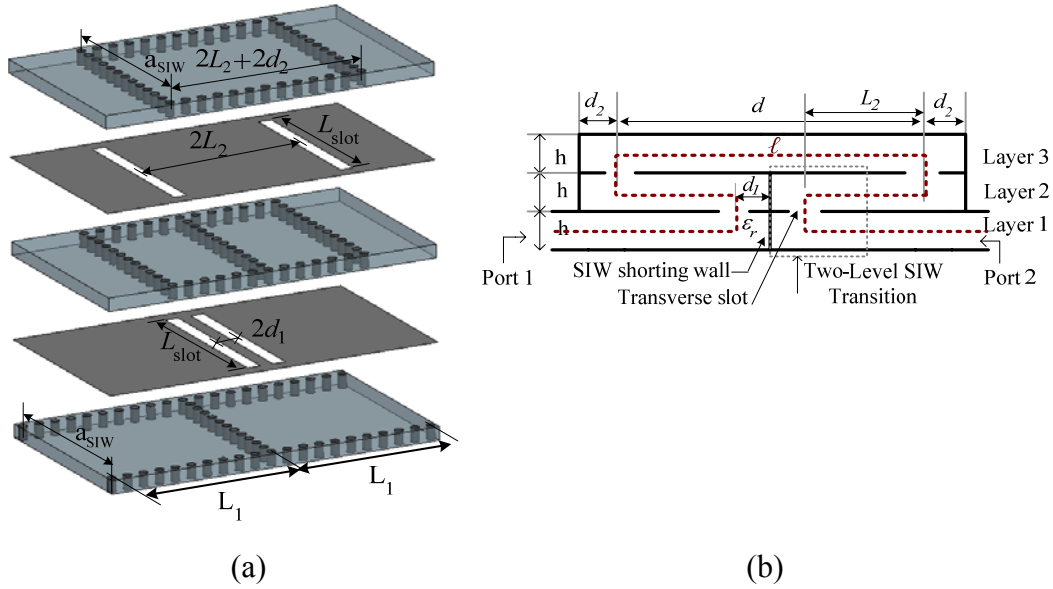 a_SIW
2L_2+2d_2
2L_2
L_slot
L_slot
2d_1
a_SIW
L_1
L_1
(a)
d_2
d
L_2
d_2
h
ℓ
Layer 3
h
d_1
Layer 2
h
ε_r
Layer 1
Port 1
SIW shorting wall
Transverse slot
Two-Level SIW
Transition
Port 2
(b)